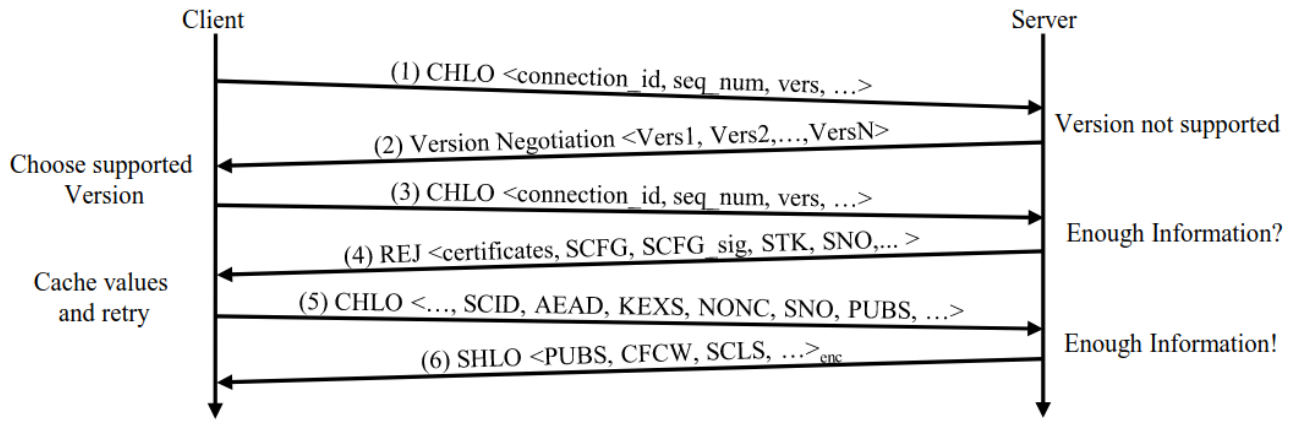 Client
Server
(1) CHLO <connection_id, seq_num, vers, …>
Version not supported
(2) Version Negotiation <Vers1, Vers2,…,VersN>
Choose supported
Version
(3) CHLO <connection_id, seq_num, vers, …>
Enough Information?
(4) REJ <certificates, SCFG, SCFG_sig, STK, SNO,... >
Cache values
and retry
(5) CHLO <…, SCID, AEAD, KEXS, NONC, SNO, PUBS, …>
Enough Information!
(6) SHLO <PUBS, CFCW, SCLS, …>enc